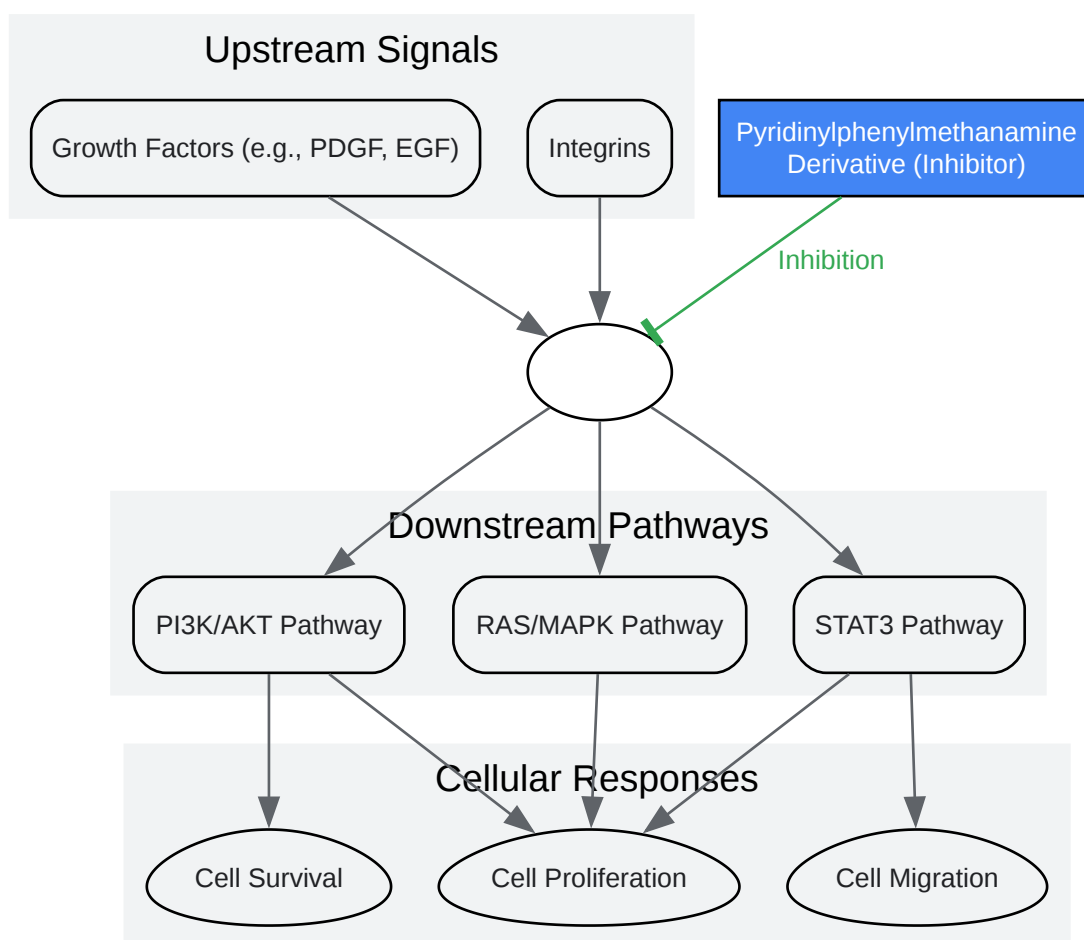 Upstream Signals
Growth Factors (e.g., PDGF, EGF)
Integrins
Pyridinylphenylmethanamine
Derivative (Inhibitor)
Inhibition
Downstream Pathways
PI3K/AKT Pathway
RAS/MAPK Pathway
STAT3 Pathway
Cellular Responses
Cell Survival
Cell Proliferation
Cell Migration